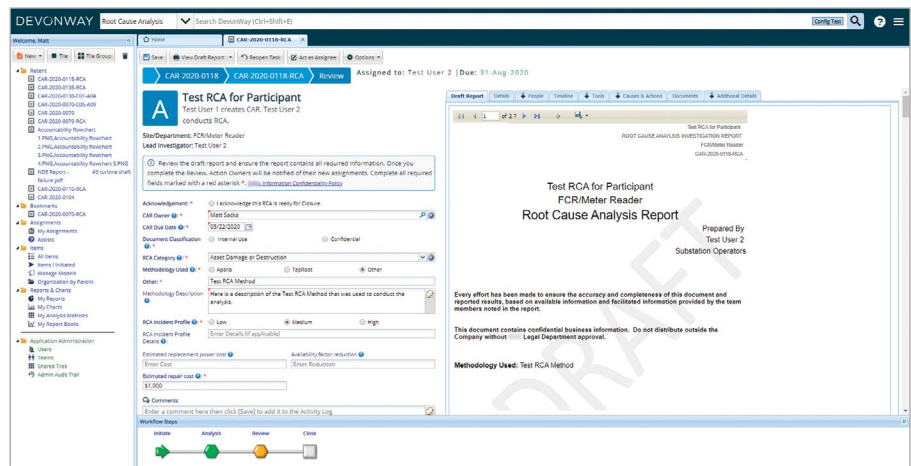 DEVONWAY Root Cause Analysis Search DevonWay (Ctrl+Shift+E) Config Test
Welcome, Matt
Home CAR-2020-0118-RCA
New Tile Tile Group
Save View Draft Report Reopen Task Act as Assignee Options
Recent
CAR-2020-0118-RCA
CAR-2020-0138-RCA
CAR-2020-0138-C01-A04
CAR-2020-0070-C05-A09
CAR-2020-0070
CAR-2020-0070-RCA
Accountability flowchart
1.PNG,Accountability flowchart
2.PNG,Accountability flowchart
3.PNG,Accountability flowchart
4.PNG,Accountability flowchart 5.PNG
NDE Report - 43 turbine shaft
failure.pdf
CAR-2020-0110-RCA
CAR-2020-0104
Bookmarks
CAR-2020-0070-RCA
Assignments
My Assignments
Assists
Items
All Items
Items I Initiated
Manage Models
Organization by Parent
Reports & Charts
My Reports
My Charts
My Analysis Matrices
My Report Books
Application Administration
Users
Teams
Shared Tiles
Admin Audit Trail
CAR-2020-0118 CAR-2020-0118-RCA Review Assigned to: Test User 2 |Due: 31-Aug-2020
A
Test RCA for Participant
Test User 1 creates CAR. Test User 2
conducts RCA.
Site/Department: FCR/Meter Reader
Lead Investigator: Test User 2
Review the draft report and ensure the report contains all required information. Once you
complete the Review, Action Owners will be notified of their new assignments. Complete all required
fields marked with a red asterisk *. Information Confidentiality Policy
Acknowledgement: * I acknowledge this RCA is ready for Closure.
CAR Owner: * Matt Sadka
CAR Due Date: * 05/22/2020
Document Classification : * Internal Use Confidential
RCA Category: * Asset Damage or Destruction
Methodology Used: * Apollo TapRoot Other
Other: * Test RCA Method
Methodology Description : Here is a description of the Test RCA Method that was used to conduct the
analysis.
RCA Incident Profile: * Low Medium High
RCA Incident Profile Details: Enter Details (if applicable)
Estimated replacement power cost Availability factor reduction
Enter Cost Enter Reduction
Estimated repair cost: *
$1,000
Comments:
Enter a comment here then click [Save] to add it to the Activity Log
Draft Report Details People Timeline Tools Causes & Actions Documents Additional Details
1 of 2 ?
Test RCA for Participant
ROOT CAUSE ANALYSIS INVESTIGATION REPORT
FCR/Meter Reader
CAR-2020-0118-RCA
Test RCA for Participant
FCR/Meter Reader
Root Cause Analysis Report
Prepared By
Test User 2
Substation Operators
Every effort has been made to ensure the accuracy and completeness of this document and
reported results, based on available information and facilitated information provided by the team
members noted in the report.
This document contains confidential business information. Do not distribute outside the
Company without Legal Department approval.
Methodology Used: Test RCA Method
DRAFT
Workflow Steps
Initiate Analysis Review Close